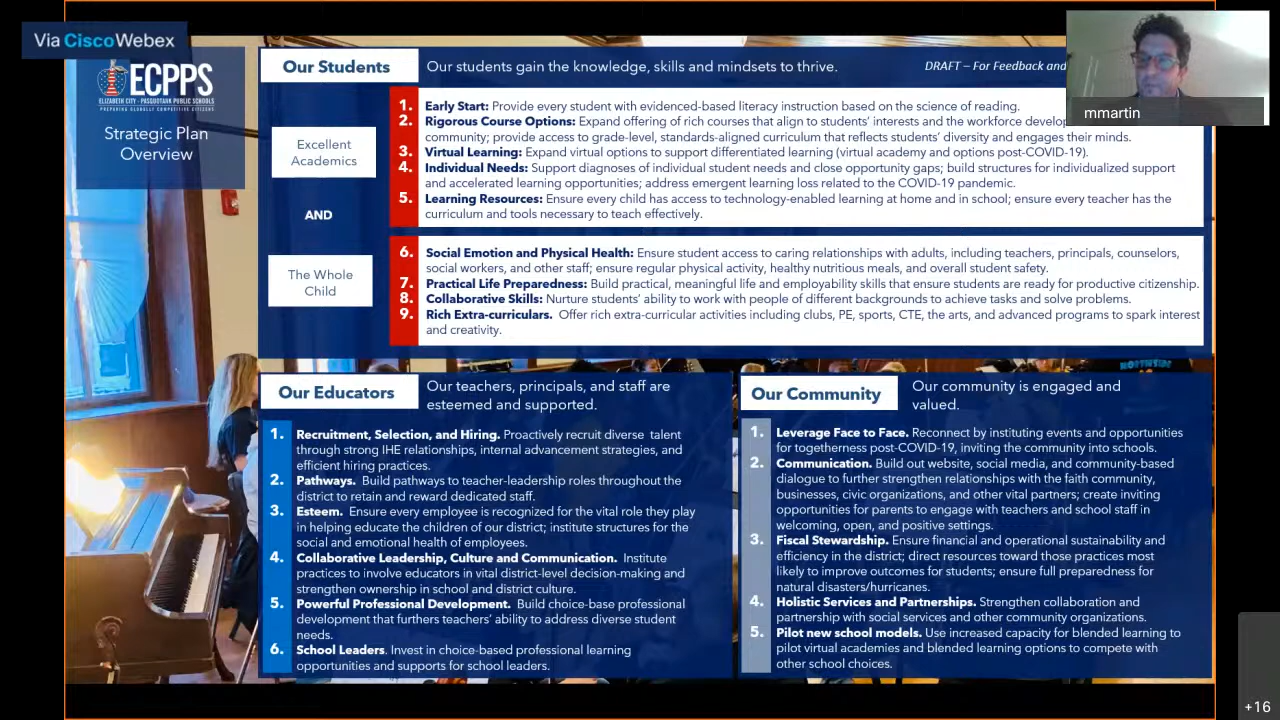 Via Cisco Webex
ECPPS
ELIZABETH CITY - PASQUOTANK PUBLIC SCHOOLS
PREPARING GLOBALLY COMPETITIVE CITIZENS
Strategic Plan
Overview
Our Students
Our students gain the knowledge, skills and mindsets to thrive.
DRAFT – For Feedback and
mmartin
Excellent
Academics
AND
The Whole
Child
1. Early Start: Provide every student with evidenced-based literacy instruction based on the science of reading.
2. Rigorous Course Options: Expand offering of rich courses that align to students' interests and the workforce develop
community; provide access to grade-level, standards-aligned curriculum that reflects students' diversity and engages their minds.
3. Virtual Learning: Expand virtual options to support differentiated learning (virtual academy and options post-COVID-19).
4. Individual Needs: Support diagnoses of individual student needs and close opportunity gaps; build structures for individualized support
and accelerated learning opportunities; address emergent learning loss related to the COVID-19 pandemic.
5. Learning Resources: Ensure every child has access to technology-enabled learning at home and in school; ensure every teacher has the
curriculum and tools necessary to teach effectively.
6. Social Emotion and Physical Health: Ensure student access to caring relationships with adults, including teachers, principals, counselors,
social workers, and other staff; ensure regular physical activity, healthy nutritious meals, and overall student safety.
7. Practical Life Preparedness: Build practical, meaningful life and employability skills that ensure students are ready for productive citizenship.
8. Collaborative Skills: Nurture students' ability to work with people of different backgrounds to achieve tasks and solve problems.
9. Rich Extra-curriculars. Offer rich extra-curricular activities including clubs, PE, sports, CTE, the arts, and advanced programs to spark interest
and creativity.
Our Educators
Our teachers, principals, and staff are
esteemed and supported.
1. Recruitment, Selection, and Hiring. Proactively recruit diverse talent
through strong IHE relationships, internal advancement strategies, and
efficient hiring practices.
2. Pathways. Build pathways to teacher-leadership roles throughout the
district to retain and reward dedicated staff.
3. Esteem. Ensure every employee is recognized for the vital role they play
in helping educate the children of our district; institute structures for the
social and emotional health of employees.
4. Collaborative Leadership, Culture and Communication. Institute
practices to involve educators in vital district-level decision-making and
strengthen ownership in school and district culture.
5. Powerful Professional Development. Build choice-base professional
development that furthers teachers' ability to address diverse student
needs.
6. School Leaders. Invest in choice-based professional learning
opportunities and supports for school leaders.
Our Community
Our community is engaged and
valued.
1. Leverage Face to Face. Reconnect by instituting events and opportunities
for togetherness post-COVID-19, inviting the community into schools.
2. Communication. Build out website, social media, and community-based
dialogue to further strengthen relationships with the faith community,
businesses, civic organizations, and other vital partners; create inviting
opportunities for parents to engage with teachers and school staff in
welcoming, open, and positive settings.
3. Fiscal Stewardship. Ensure financial and operational sustainability and
efficiency in the district; direct resources toward those practices most
likely to improve outcomes for students; ensure full preparedness for
natural disasters/hurricanes.
4. Holistic Services and Partnerships. Strengthen collaboration and
partnership with social services and other community organizations.
5. Pilot new school models. Use increased capacity for blended learning to
pilot virtual academies and blended learning options to compete with
other school choices.
+16